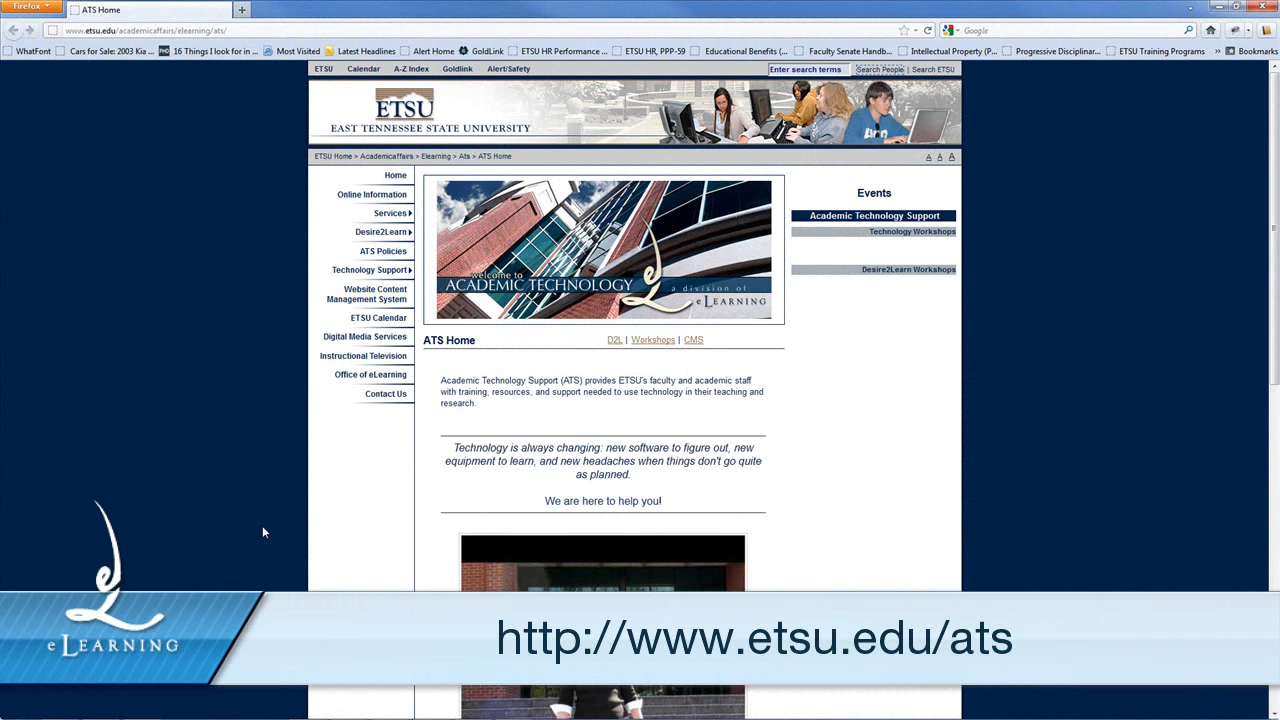 Firefox
ATS Home
www.etsu.edu/academicaffairs/elearning/ats/
Google
WhatFont
Cars for Sale: 2003 Kia ...
PHD
16 Things I look for in ...
Most Visited
Latest Headlines
Alert Home
GoldLink
ETSU HR Performance ...
ETSU HR, PPP-59
Educational Benefits (...
Faculty Senate Handb...
Intellectual Property (P...
Progressive Disciplinar...
ETSU Training Programs
»
Bookmarks
ETSU Calendar A-Z Index Goldlink Alert/Safety
Enter search terms Search People | Search ETSU
ETSU
EAST TENNESSEE STATE UNIVERSITY
ETSU Home > Academicaffairs > Elearning > Ats > ATS Home
A A A
Home
Online Information
Services
Desire2Learn
ATS Policies
Technology Support
Website Content
Management System
ETSU Calendar
Digital Media Services
Instructional Television
Office of eLearning
Contact Us
welcome to
ACADEMIC TECHNOLOGY
a division of
eLEARNING
Events
Academic Technology Support
Technology Workshops
Desire2Learn Workshops
ATS Home
D2L | Workshops | CMS
Academic Technology Support (ATS) provides ETSU's faculty and academic staff
with training, resources, and support needed to use technology in their teaching and
research.
Technology is always changing: new software to figure out, new
equipment to learn, and new headaches when things don't go quite
as planned.
We are here to help you!
eLEARNING
http://www.etsu.edu/ats